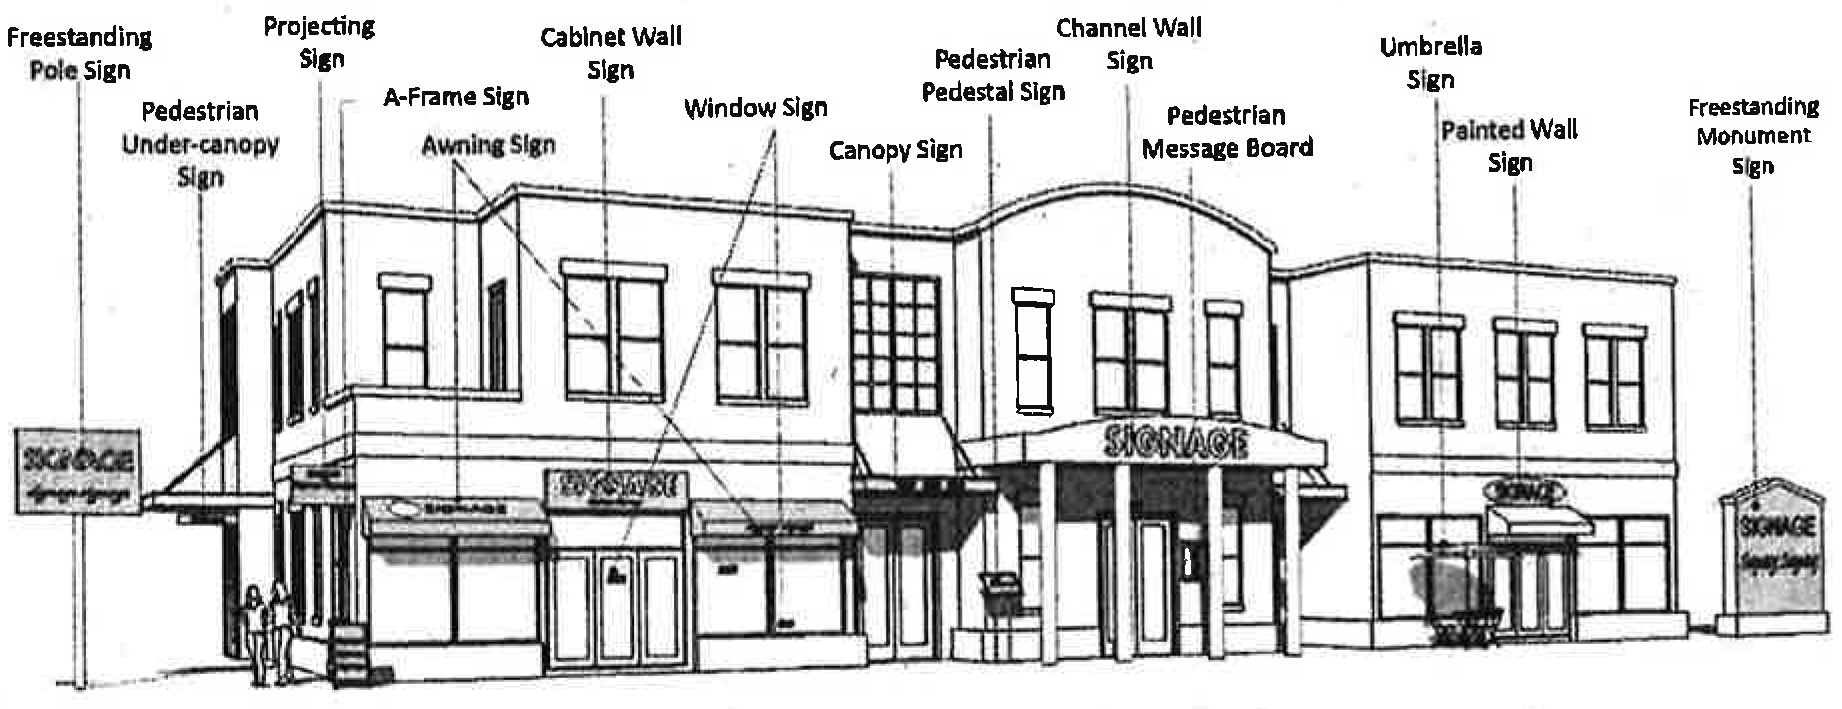 Freestanding
Pole Sign
Projecting
Sign
Pedestrian
Under-canopy
Sign
A-Frame Sign
Awning Sign
Cabinet Wall
Sign
Window Sign
Canopy Sign
Pedestrian
Pedestal Sign
Channel Wall
Sign
Pedestrian
Message Board
Umbrella
Sign
Painted Wall
Sign
Freestanding
Monument
Sign
SIGNAGE
SIGNAGE
SIGNAGE
SIGNAGE
SIGNAGE
SIGNAGE